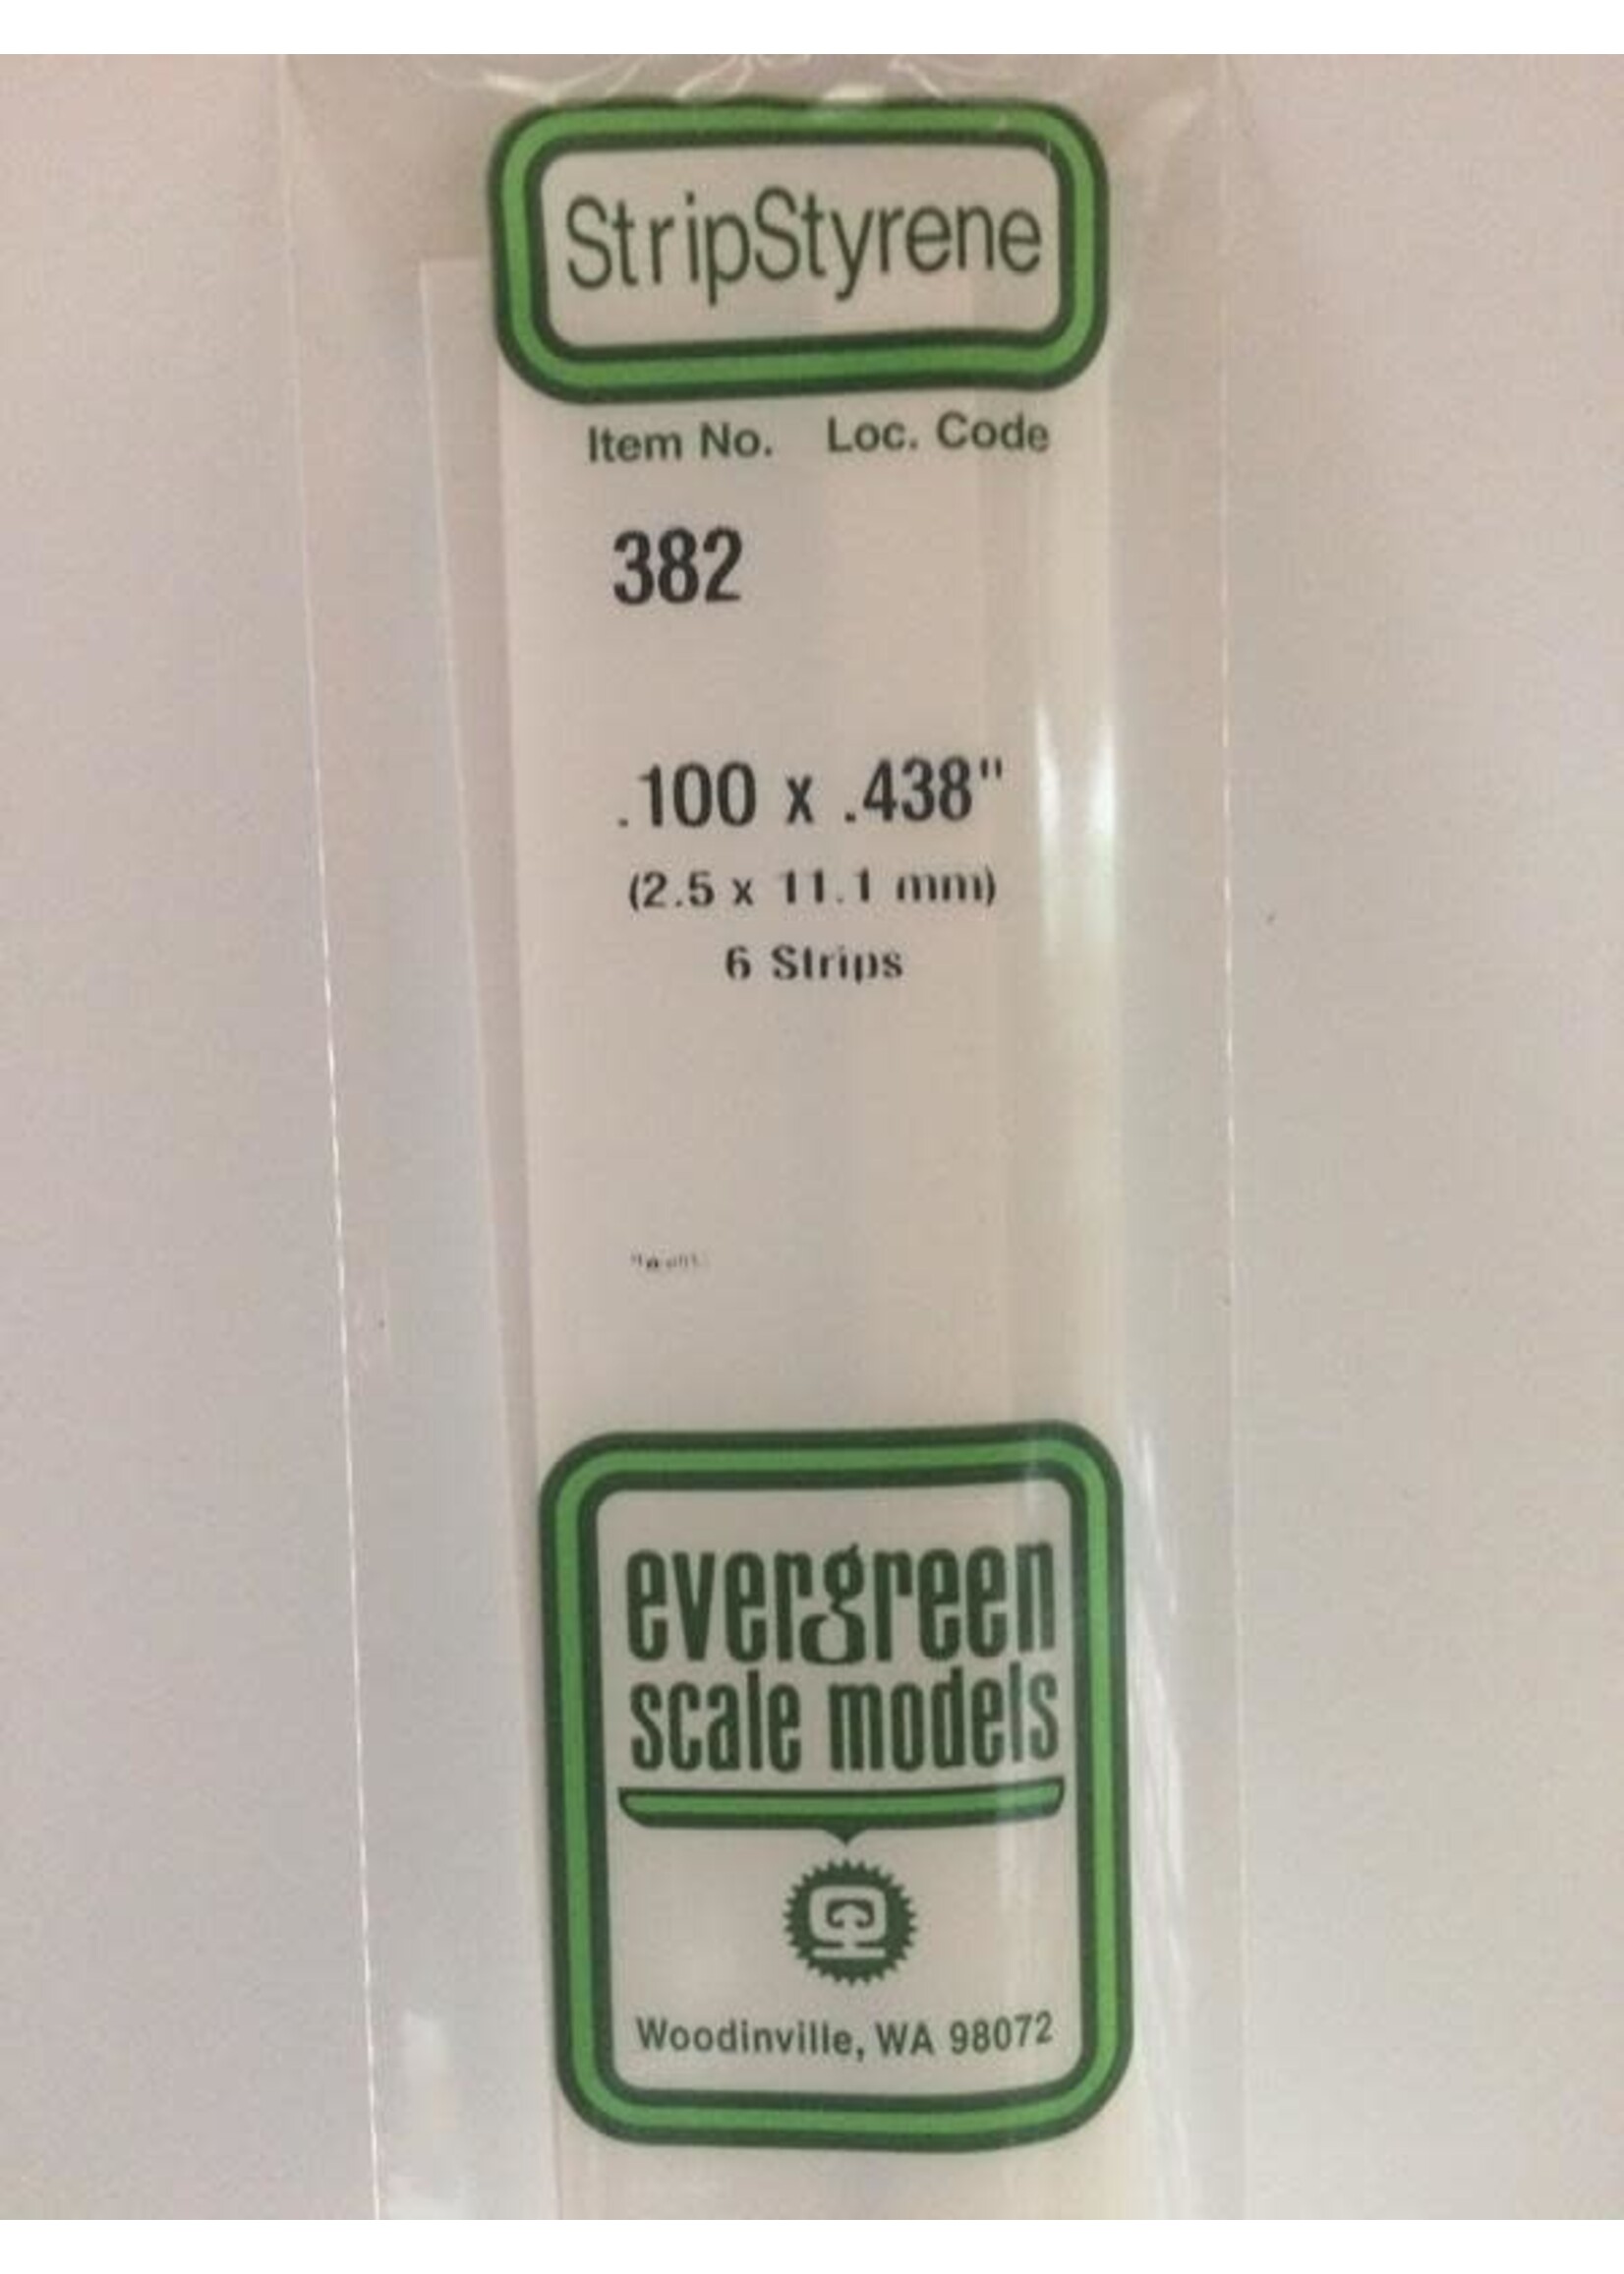 StripStyrene
Item No. Loc. Code
382
.100 x .438"
(2.5 x 11.1 mm)
6 Strips
evergreen
scale models
Woodinville, WA 98072